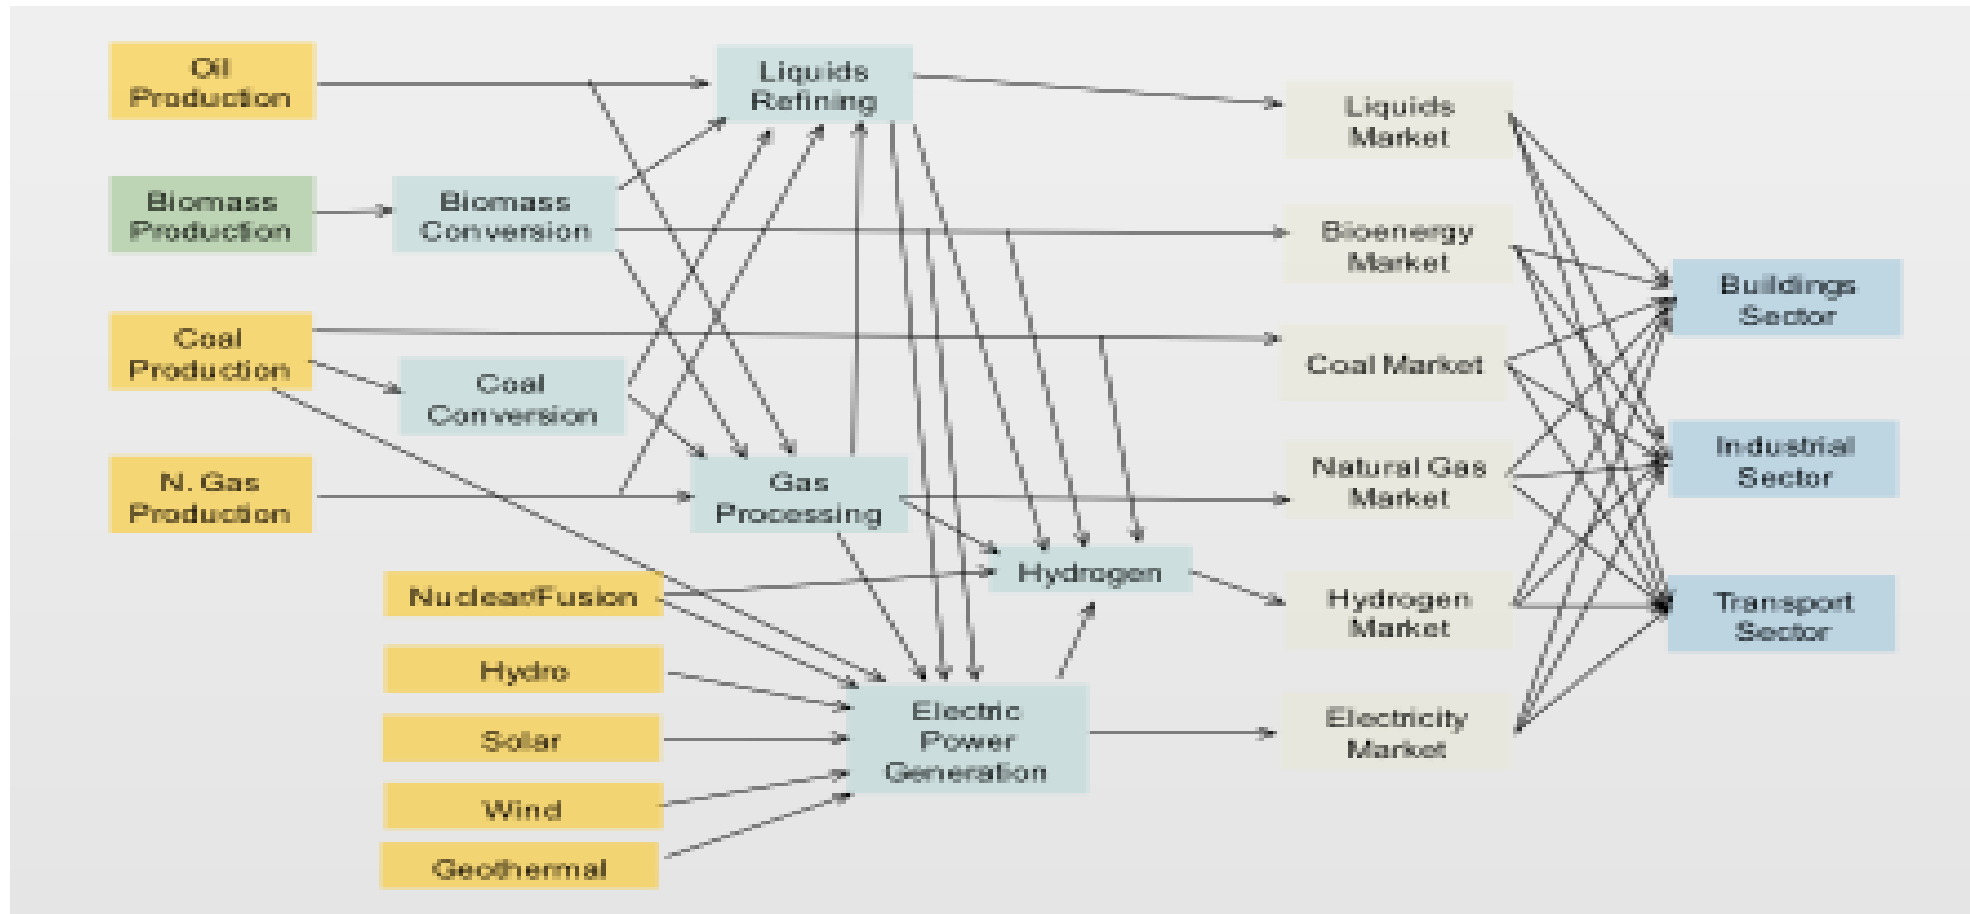 Oil
Production
Liquids
Refining
Liquids
Market
Biomass
Production
Biomass
Conversion
Bioenergy
Market
Buildings
Sector
Coal
Production
Coal
Conversion
Coal Market
Industrial
Sector
N. Gas
Production
Gas
Processing
Natural Gas
Market
Nuclear/Fusion
Hydrogen
Hydrogen
Market
Transport
Sector
Hydro
Solar
Wind
Geothermal
Electric
Power
Generation
Electricity
Market